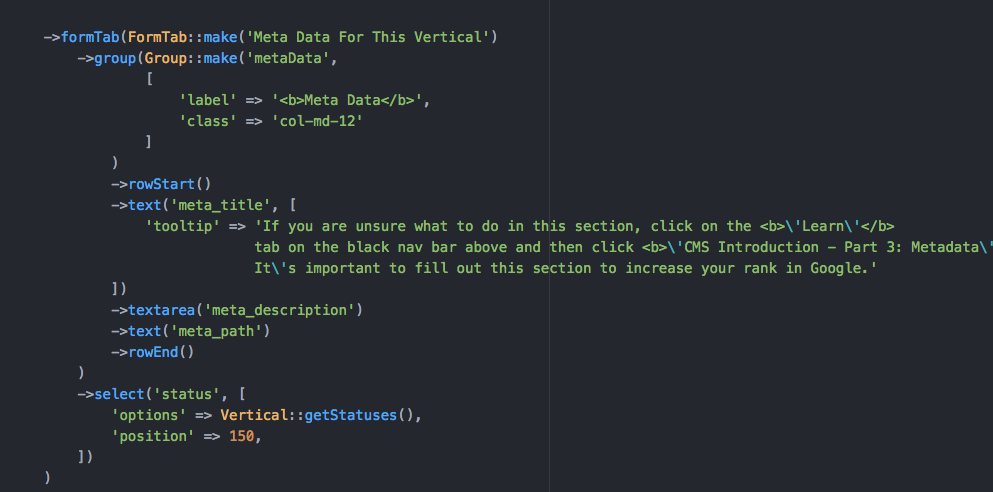 ->formTab(FormTab::make('Meta Data For This Vertical')
->group(Group::make('metaData',
[
'label' => '<b>Meta Data</b>',
'class' => 'col-md-12'
]
)
->rowStart()
->text('meta_title', [
'tooltip' => 'If you are unsure what to do in this section, click on the <b>\'Learn\'</b>
tab on the black nav bar above and then click <b>\'CMS Introduction - Part 3: Metadata\'
It\'s important to fill out this section to increase your rank in Google.'
])
->textarea('meta_description')
->text('meta_path')
->rowEnd()
)
->select('status', [
'options' => Vertical::getStatuses(),
'position' => 150,
])
)